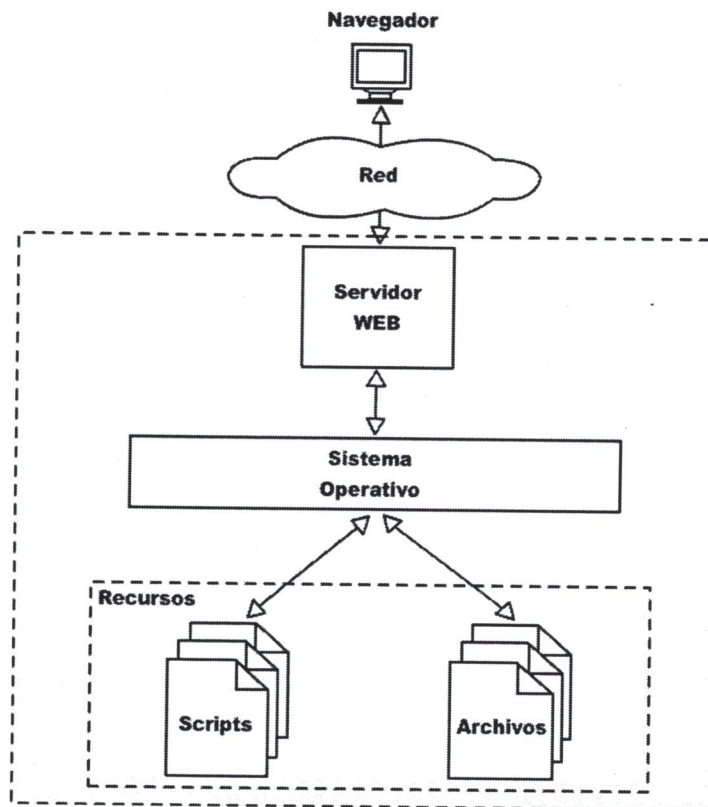 Navegador
Red
Servidor
WEB
Sistema
Operativo
Recursos
Scripts
Archivos